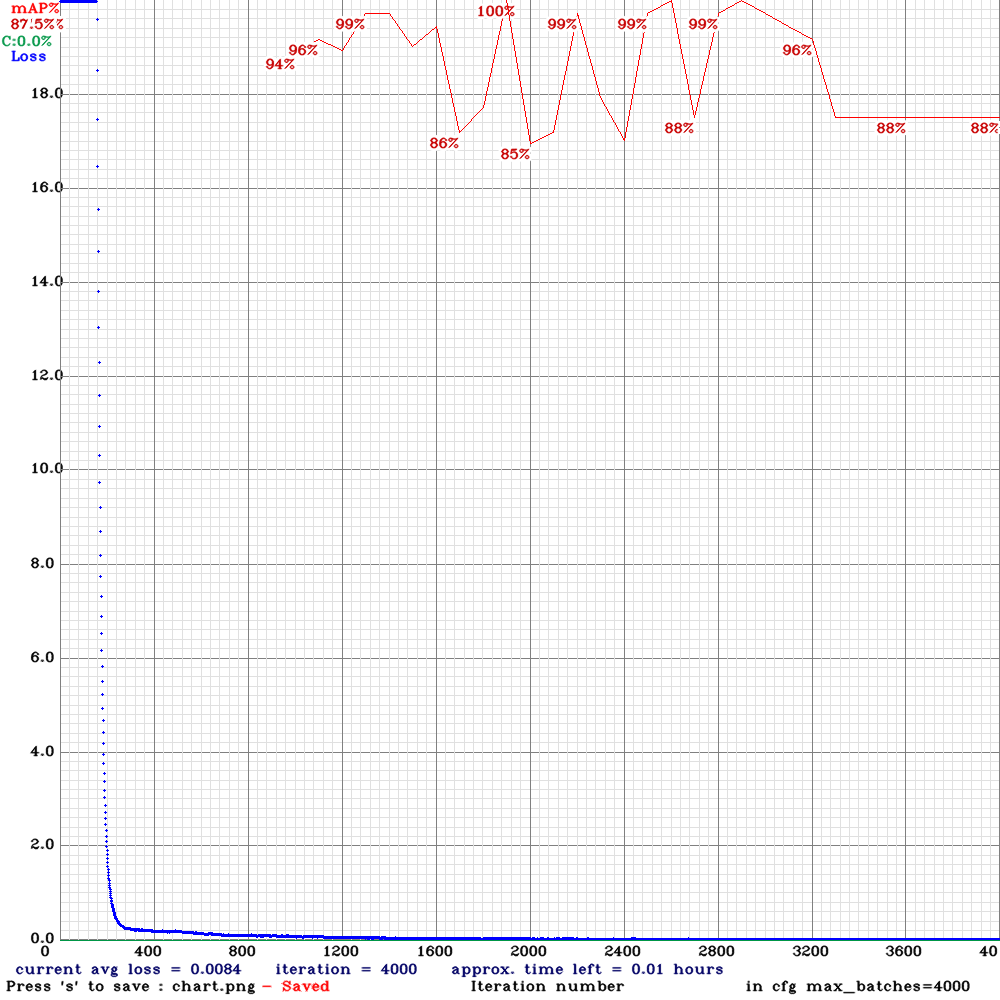 mAP%
87.5%%
C:0.0%
Loss
100%
99% 99% 99% 99%
96% 96%
94%
88% 88% 88%
86%
85%
18.0
16.0
14.0
12.0
10.0
8.0
6.0
4.0
2.0
0.0
0 400 800 1200 1600 2000 2400 2800 3200 3600 40
current avg loss = 0.0084 iteration = 4000 approx. time left = 0.01 hours
Press 's' to save : chart.png - Saved Iteration number in cfg max_batches=4000